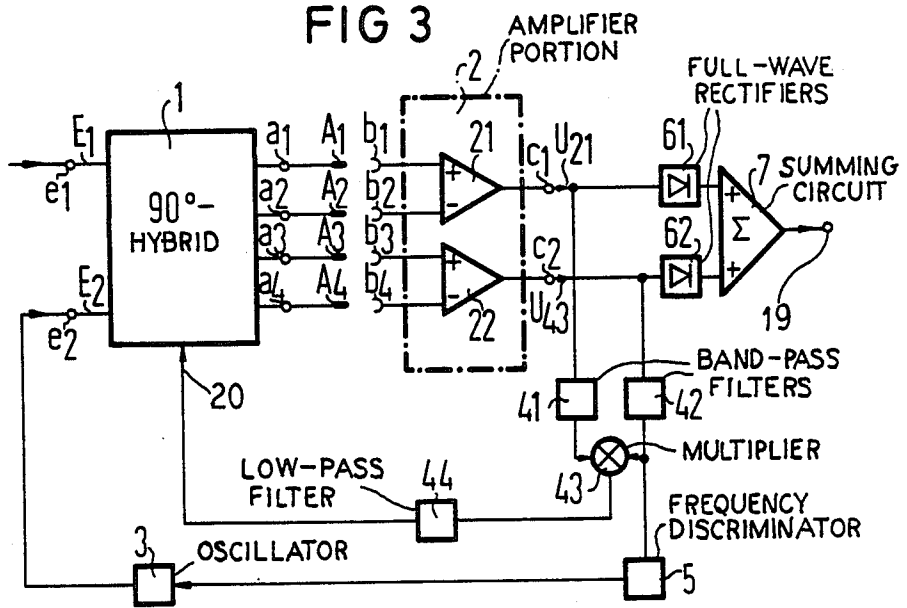 FIG 3
AMPLIFIER
PORTION
2
FULL-WAVE
RECTIFIERS
1
E1
e1
90°-
HYBRID
a1
A1
b1
a2
A2
b2
a3
A3
b3
a4
A4
b4
E2
e2
+
-
21
+
-
22
c1
U21
c2
U43
61
62
7
SUMMING
CIRCUIT
+
Σ
+
19
20
41
42
BAND-PASS
FILTERS
43
MULTIPLIER
LOW-PASS
FILTER
44
FREQUENCY
DISCRIMINATOR
3
OSCILLATOR
5